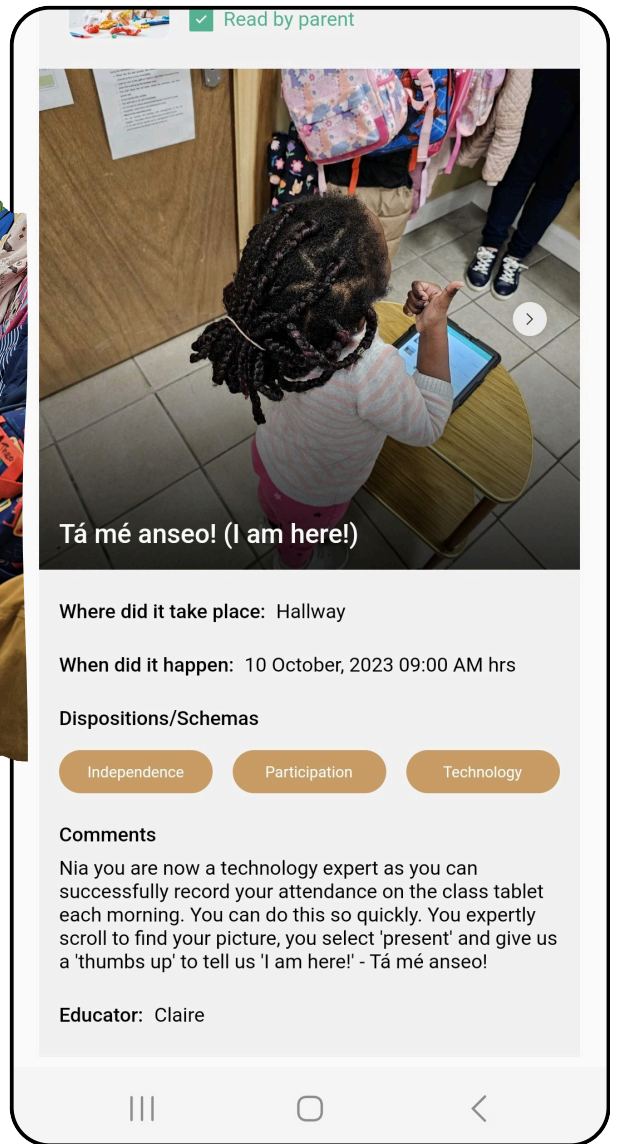 Read by parent
Tá mé anseo! (I am here!)
Where did it take place: Hallway
When did it happen: 10 October, 2023 09:00 AM hrs
Dispositions/Schemas
Independence Participation Technology
Comments
Nia you are now a technology expert as you can
successfully record your attendance on the class tablet
each morning. You can do this so quickly. You expertly
scroll to find your picture, you select 'present' and give us
a 'thumbs up' to tell us 'I am here!' - Tá mé anseo!
Educator: Claire